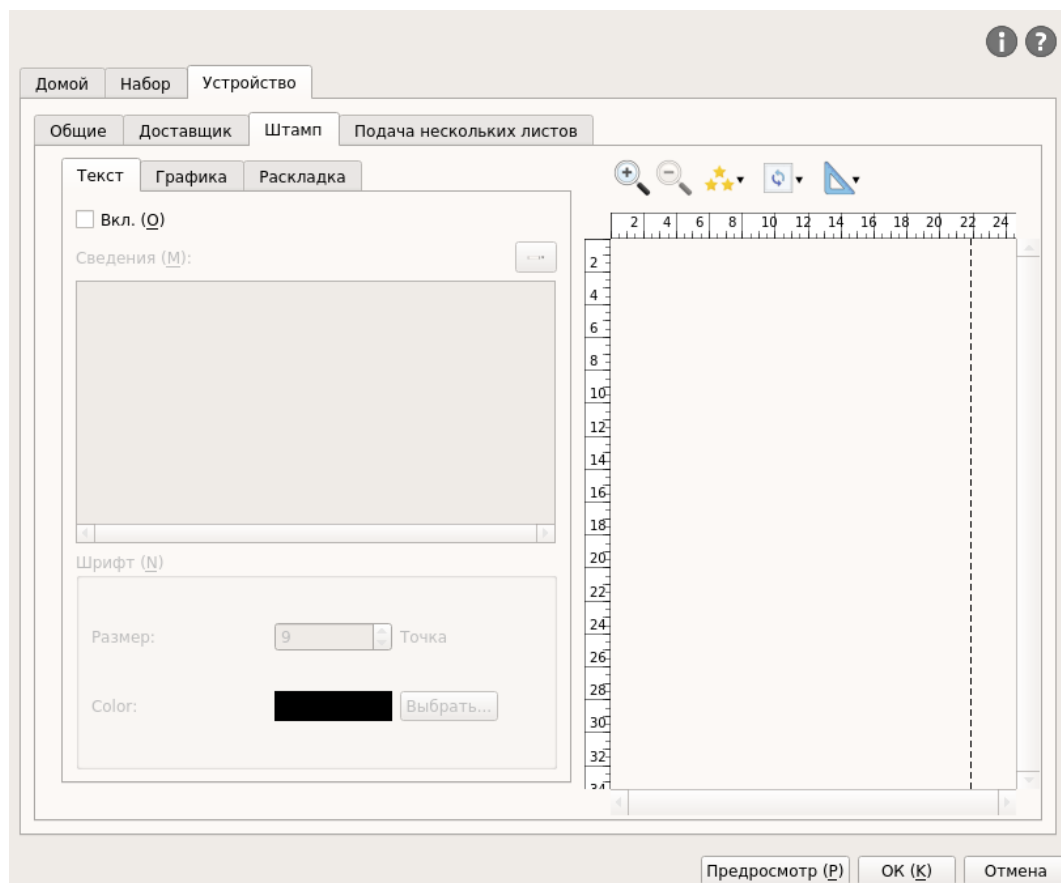 Домой Набор Устройство
Общие Доставщик Штамп Подача нескольких листов
Текст Графика Раскладка
Вкл. (O)
Сведения (M):
Шрифт (N)
Размер: 9 Точка
Color: Выбрать...
2 4 6 8 10 12 14 16 18 20 22 24
2
4
6
8
10
12
14
16
18
20
22
24
26
28
30
32
34
Предросмотр (P) OK (K) Отмена